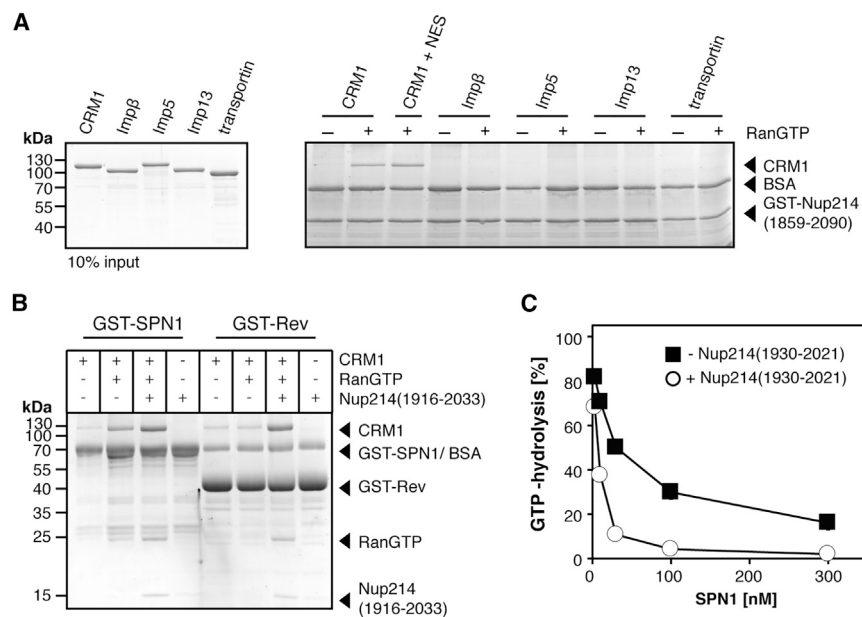 A
CRM1
Impβ
Imp5
Imp13
transportin
kDa
130
100
70
55
40
10% input
CRM1
CRM1 + NES
Impβ
Imp5
Imp13
transportin
– + + – + – + – + – + RanGTP
CRM1
BSA
GST-Nup214
(1859-2090)
B
GST-SPN1 GST-Rev
+ + + - + + + - CRM1
- + + - - + + - RanGTP
- - + + - - + + Nup214(1916-2033)
kDa
130
100
70
55
40
35
25
15
CRM1
GST-SPN1/ BSA
GST-Rev
RanGTP
Nup214
(1916-2033)
C
GTP -hydrolysis [%]
100
80
60
40
20
0
- Nup214(1930-2021)
+ Nup214(1930-2021)
0 100 200 300
SPN1 [nM]